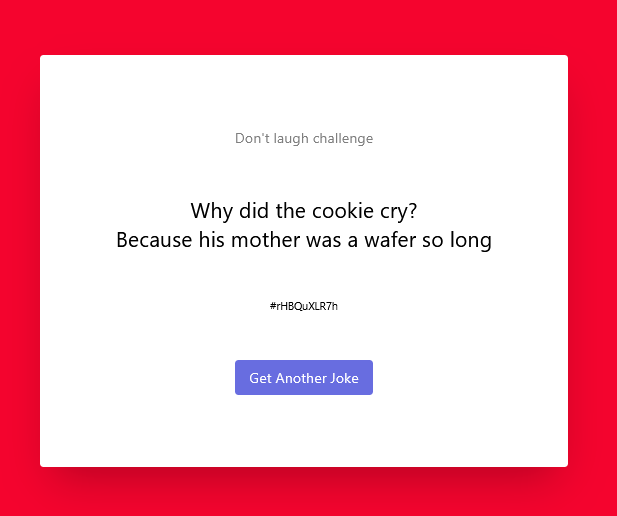 Don't laugh challenge
Why did the cookie cry?
Because his mother was a wafer so long
#rHBQuXLR7h
Get Another Joke